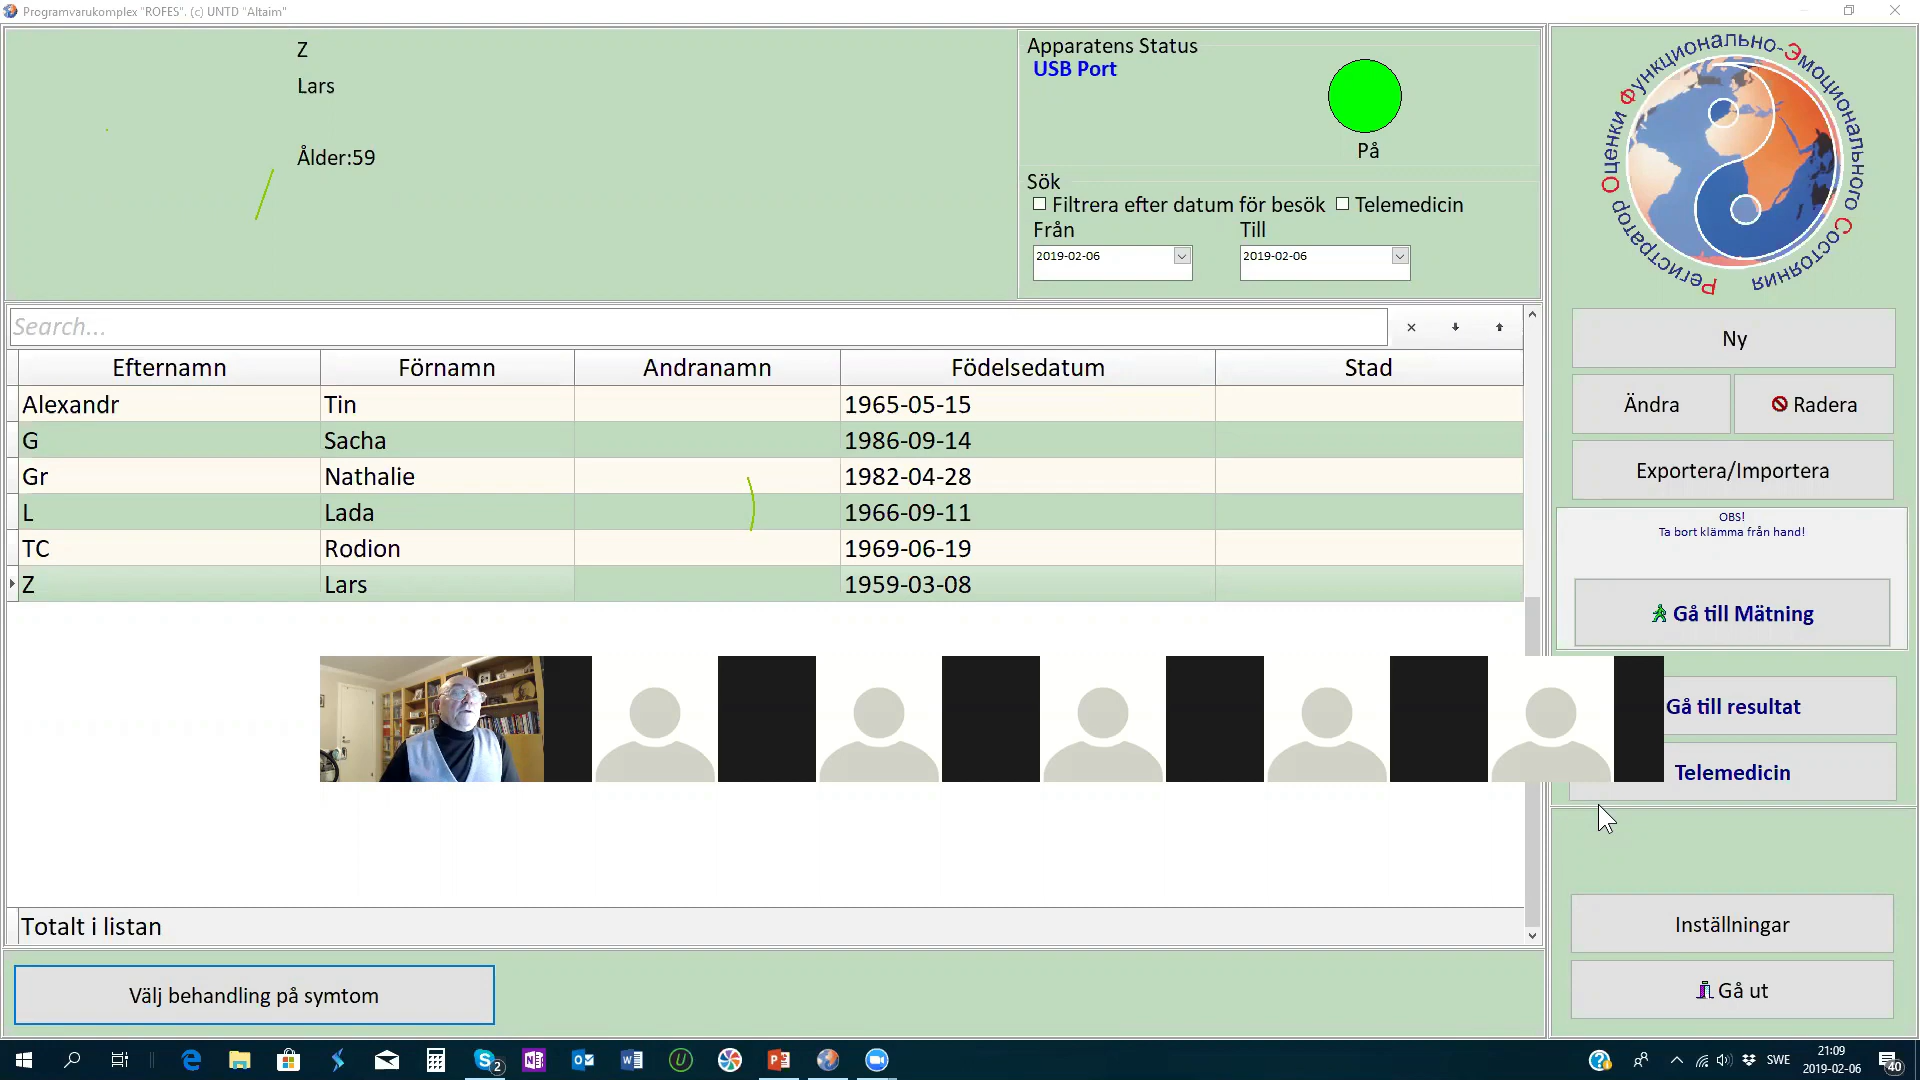 Programvarukomplex "ROFES". (c) UNTD "Altaim"
Z
Lars
Ålder:59
Apparatens Status
USB Port
På
Sök
Filtrera efter datum för besök
Telemedicin
Från
Till
2019-02-06
2019-02-06
Регистратор Оценки Функционально-Эмоционального Состояния
Search...
Efternamn Förnamn Andranamn Födelsedatum Stad
Alexandr Tin 1965-05-15
G Sacha 1986-09-14
Gr Nathalie 1982-04-28
L Lada 1966-09-11
TC Rodion 1969-06-19
Z Lars 1959-03-08
Totalt i listan
Välj behandling på symtom
Ny
Ändra
Radera
Exportera/Importera
OBS!
Ta bort klämma från hand!
Gå till Mätning
Gå till resultat
Telemedicin
Inställningar
Gå ut
2
SWE
21:09
2019-02-06
40